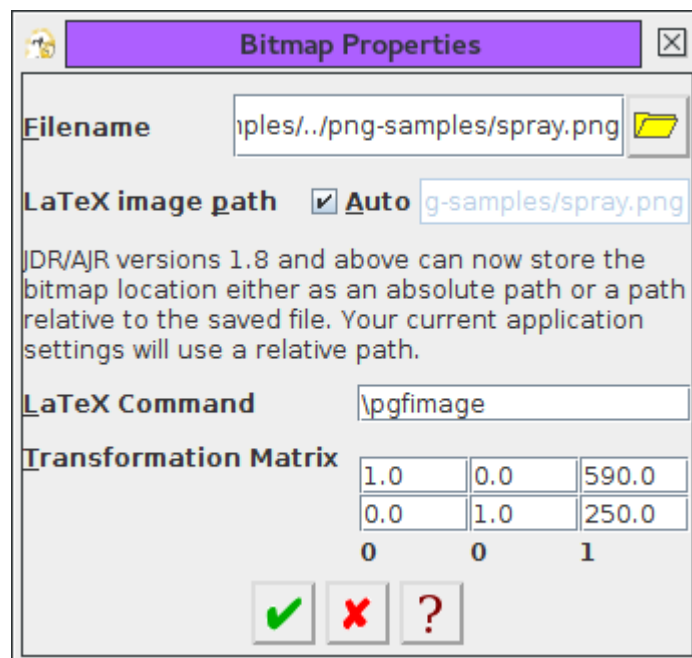 Bitmap Properties
Filename nples/../png-samples/spray.png
LaTeX image path Auto g-samples/spray.png
JDR/AJR versions 1.8 and above can now store the
bitmap location either as an absolute path or a path
relative to the saved file. Your current application
settings will use a relative path.
LaTeX Command \pgfimage
Transformation Matrix
1.0 0.0 590.0
0.0 1.0 250.0
0 0 1
?